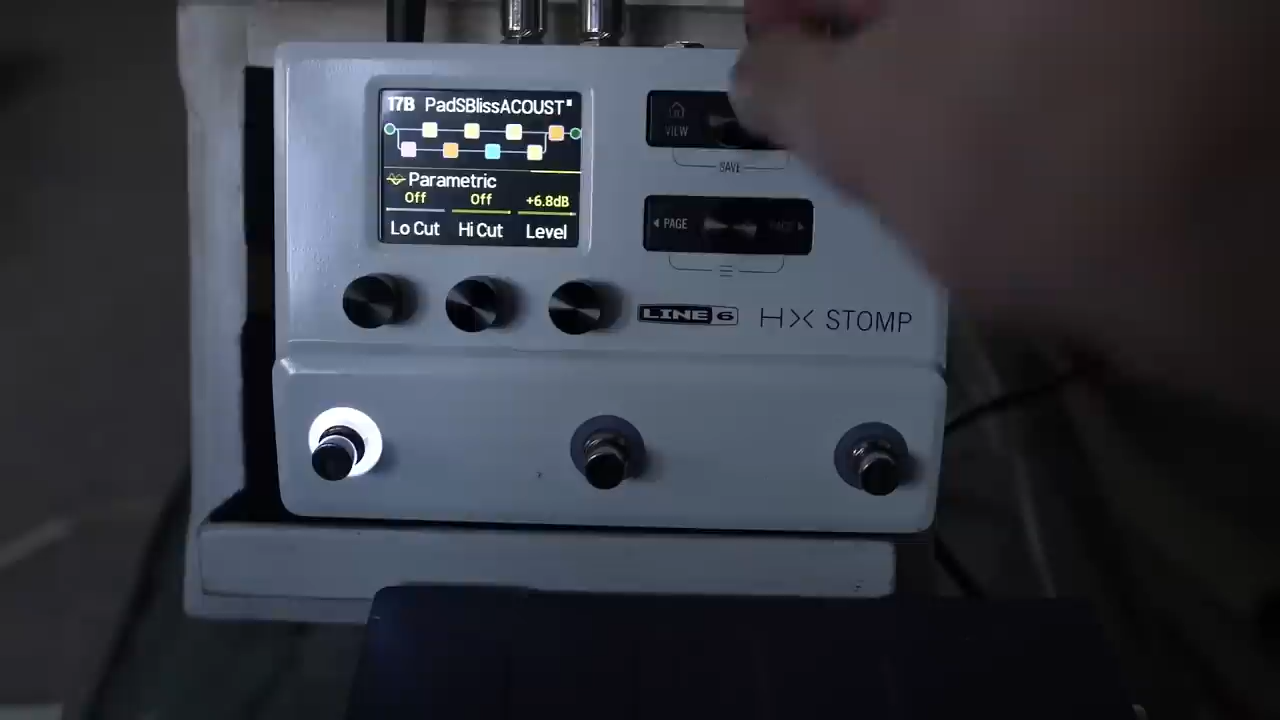 17B PadSBlissACOUST
Parametric
Off Off +6.8dB
Lo Cut Hi Cut Level
VIEW
SAVE
PAGE PAGE
LINE 6 HX STOMP